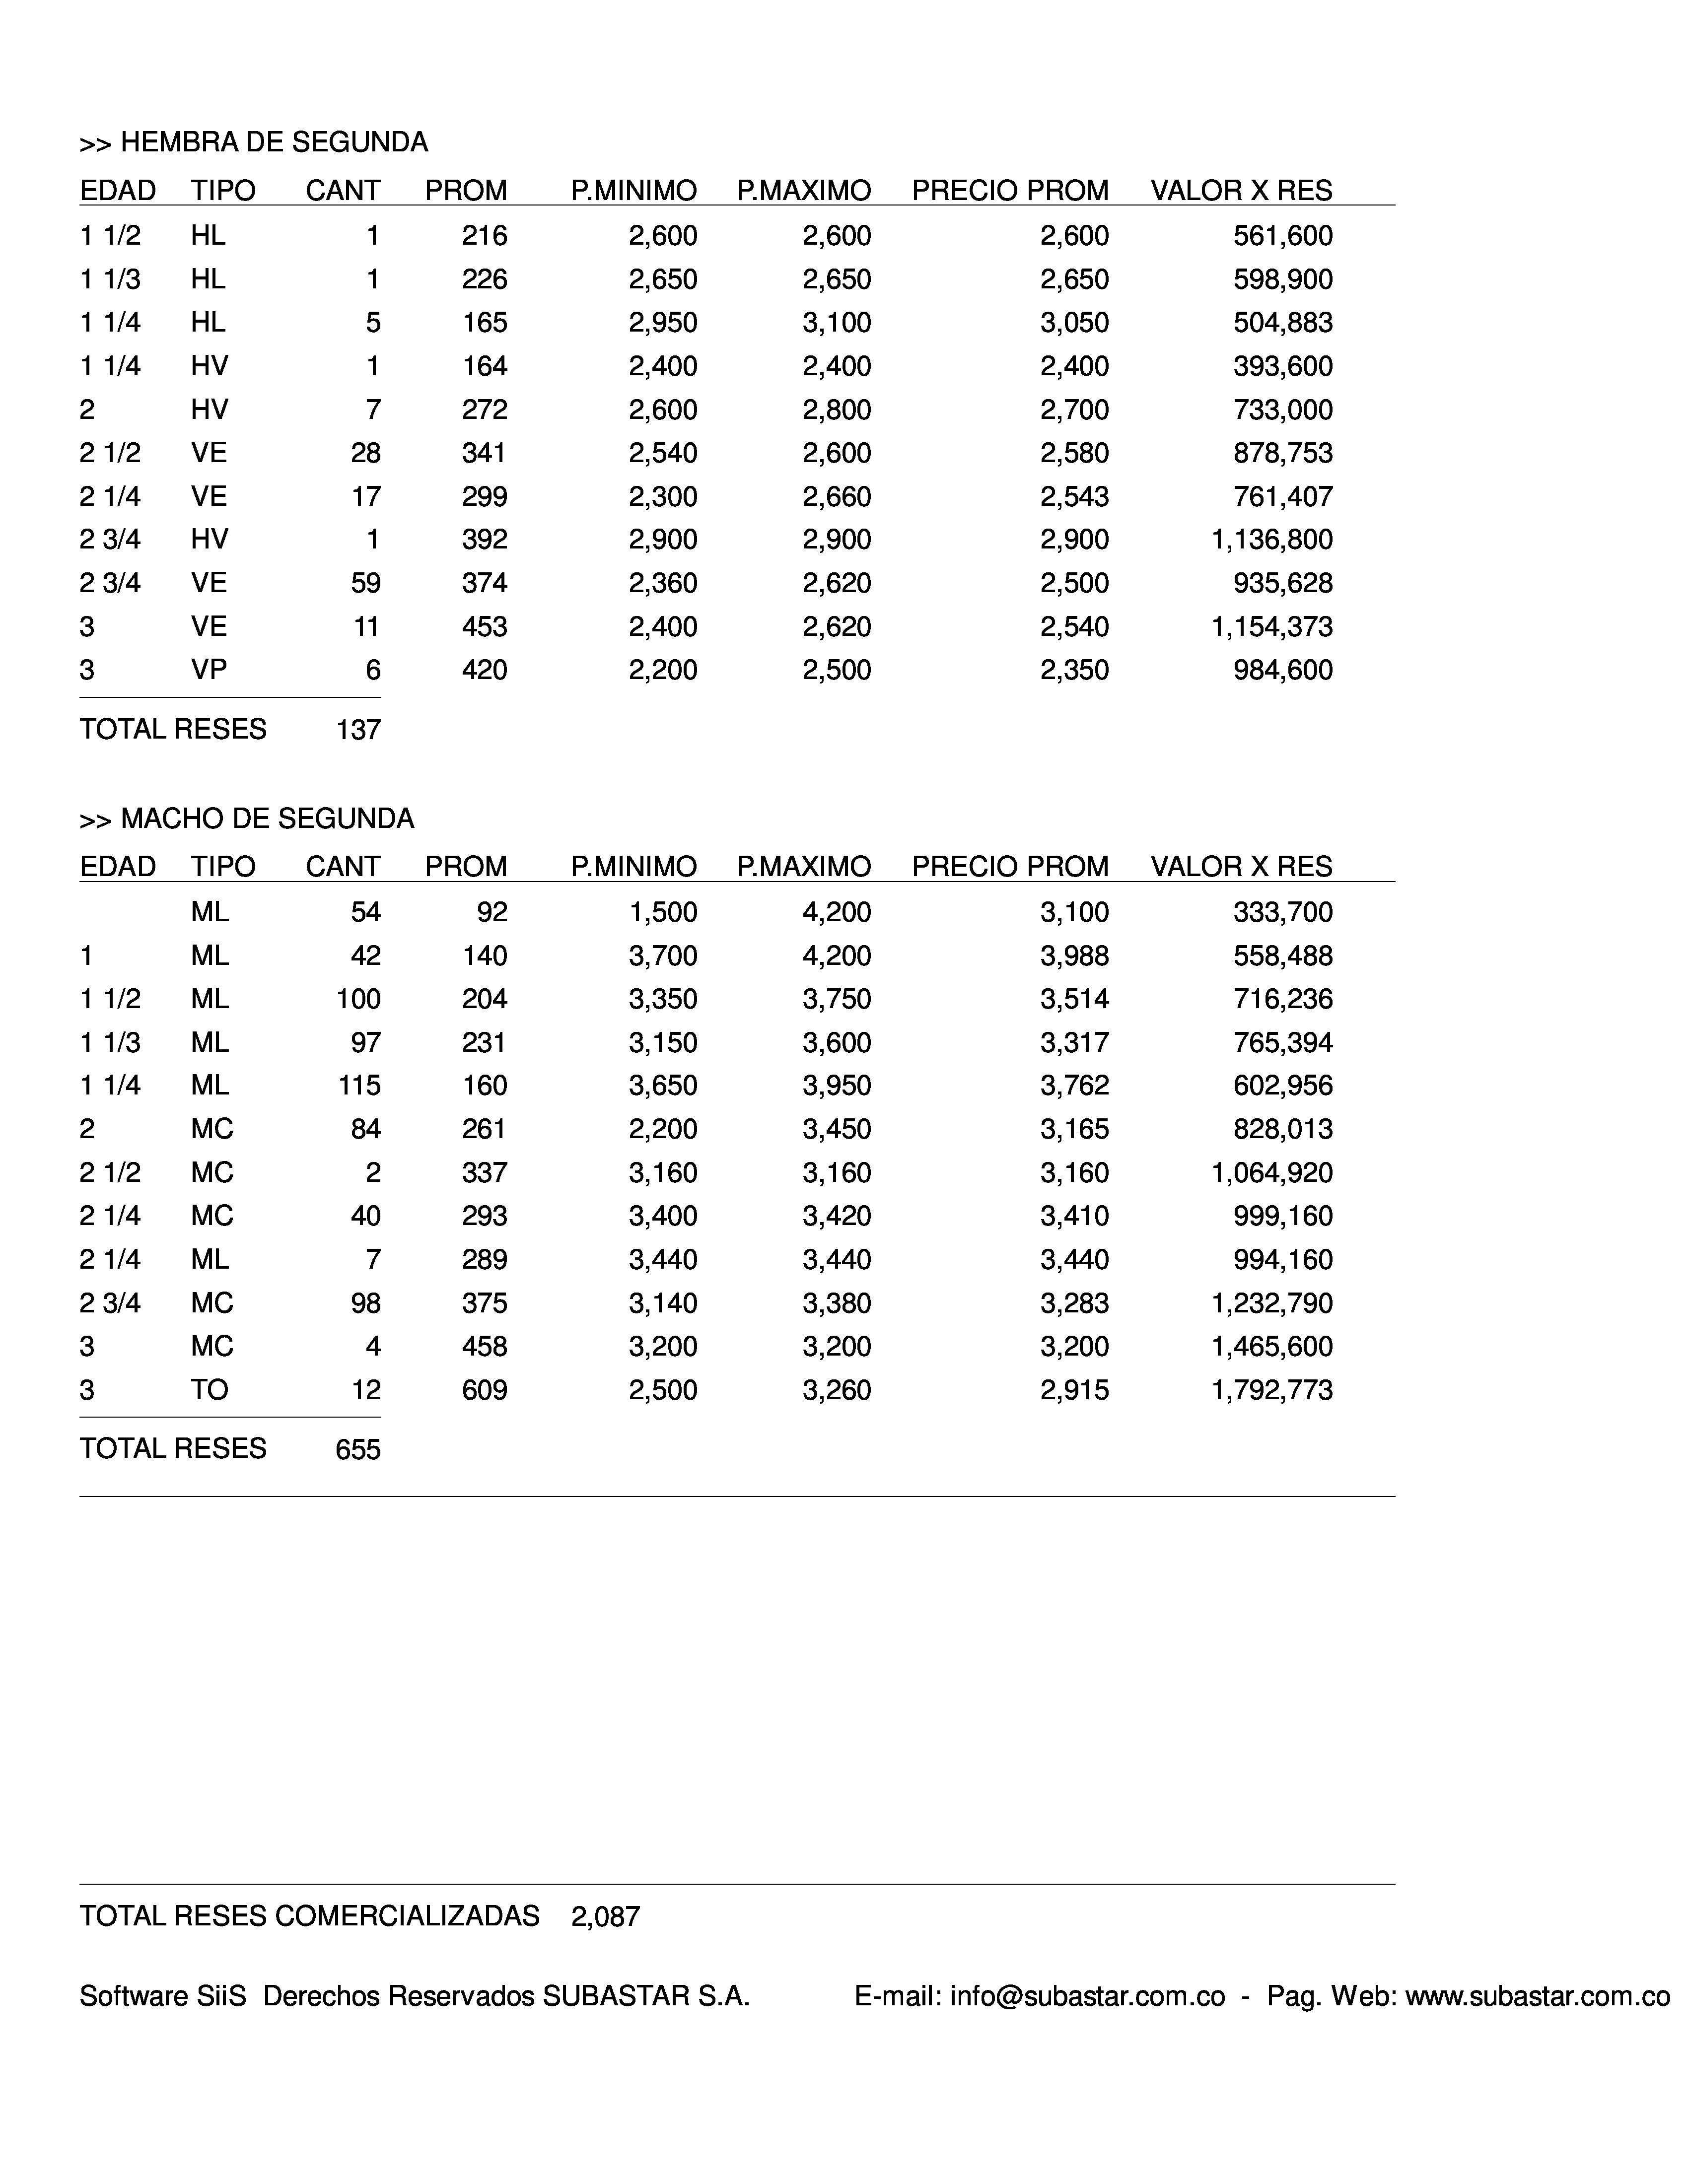 >> HEMBRA DE SEGUNDA
EDAD TIPO CANT PROM P.MINIMO P.MAXIMO PRECIO PROM VALOR X RES
1 1/2 HL 1 216 2,600 2,600 2,600 561,600
1 1/3 HL 1 226 2,650 2,650 2,650 598,900
1 1/4 HL 5 165 2,950 3,100 3,050 504,883
1 1/4 HV 1 164 2,400 2,400 2,400 393,600
2 HV 7 272 2,600 2,800 2,700 733,000
2 1/2 VE 28 341 2,540 2,600 2,580 878,753
2 1/4 VE 17 299 2,300 2,660 2,543 761,407
2 3/4 HV 1 392 2,900 2,900 2,900 1,136,800
2 3/4 VE 59 374 2,360 2,620 2,500 935,628
3 VE 11 453 2,400 2,620 2,540 1,154,373
3 VP 6 420 2,200 2,500 2,350 984,600
TOTAL RESES 137
>> MACHO DE SEGUNDA
EDAD TIPO CANT PROM P.MINIMO P.MAXIMO PRECIO PROM VALOR X RES
ML 54 92 1,500 4,200 3,100 333,700
1 ML 42 140 3,700 4,200 3,988 558,488
1 1/2 ML 100 204 3,350 3,750 3,514 716,236
1 1/3 ML 97 231 3,150 3,600 3,317 765,394
1 1/4 ML 115 160 3,650 3,950 3,762 602,956
2 MC 84 261 2,200 3,450 3,165 828,013
2 1/2 MC 2 337 3,160 3,160 3,160 1,064,920
2 1/4 MC 40 293 3,400 3,420 3,410 999,160
2 1/4 ML 7 289 3,440 3,440 3,440 994,160
2 3/4 MC 98 375 3,140 3,380 3,283 1,232,790
3 MC 4 458 3,200 3,200 3,200 1,465,600
3 TO 12 609 2,500 3,260 2,915 1,792,773
TOTAL RESES 655
TOTAL RESES COMERCIALIZADAS 2,087
Software SiiS Derechos Reservados SUBASTAR S.A. E-mail: info@subastar.com.co - Pag. Web: www.subastar.com.co